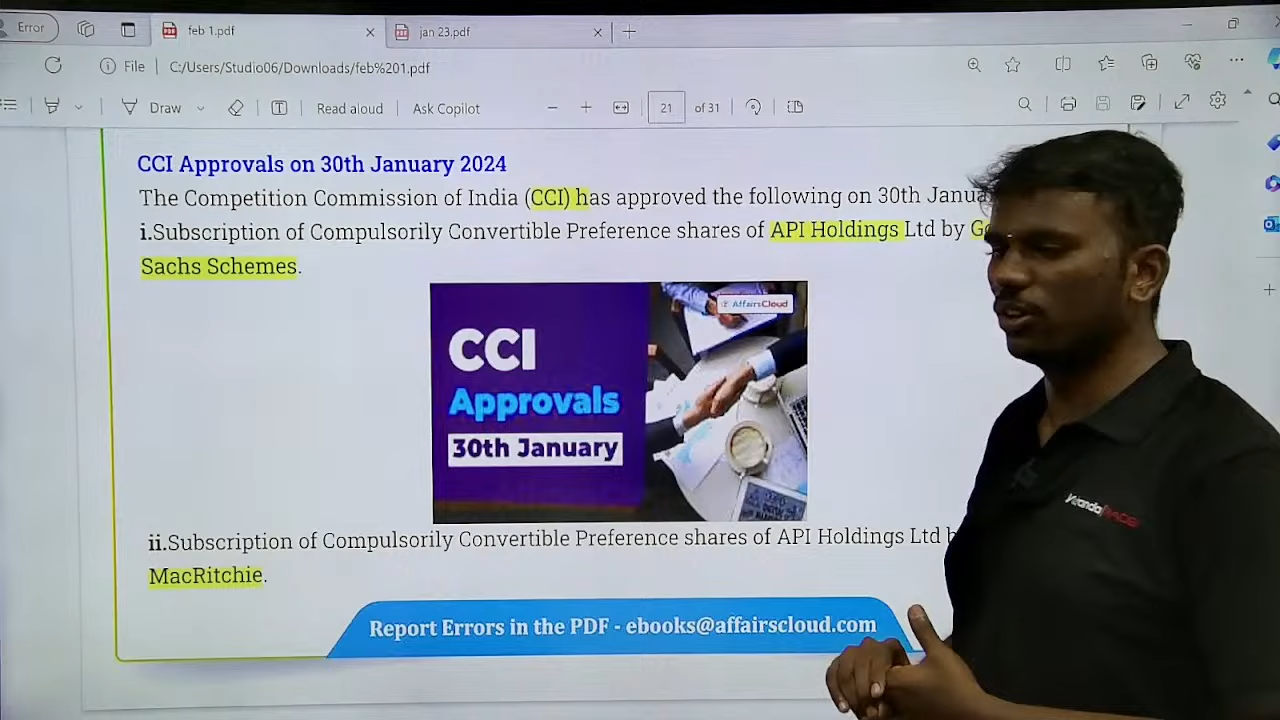 Error
feb 1.pdf
jan 23.pdf
File
C:/Users/Studio06/Downloads/feb%201.pdf
Draw
Read aloud
Ask Copilot
21
of 31
CCI Approvals on 30th January 2024
The Competition Commission of India (CCI) has approved the following on 30th Janua
i.Subscription of Compulsorily Convertible Preference shares of API Holdings Ltd by Go
Sachs Schemes.
AffairsCloud
CCI
Approvals
30th January
ii.Subscription of Compulsorily Convertible Preference shares of API Holdings Ltd b
MacRitchie.
Report Errors in the PDF - ebooks@affairscloud.com